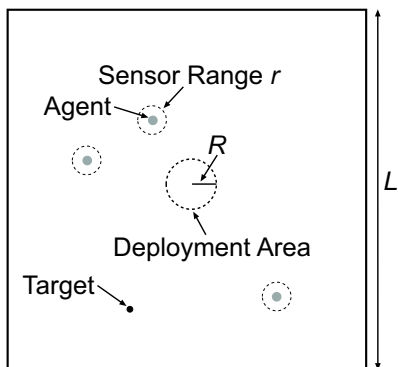 Sensor Range r
Agent
R
L
Deployment Area
Target